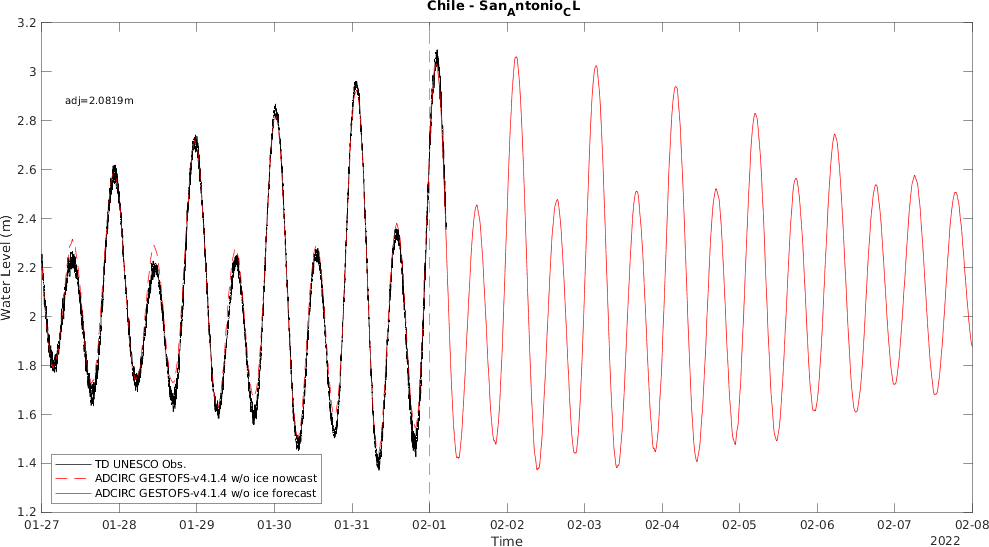 Chile - SanAntonioCL
3.2
3
2.8
2.6
2.4
2.2
2
1.8
1.6
1.4
1.2
Water Level (m)
adj=2.0819m
TD UNESCO Obs.
ADCIRC GESTOFS-v4.1.4 w/o ice nowcast
ADCIRC GESTOFS-v4.1.4 w/o ice forecast
01-27 01-28 01-29 01-30 01-31 02-01 02-02 02-03 02-04 02-05 02-06 02-07 02-08
Time
2022